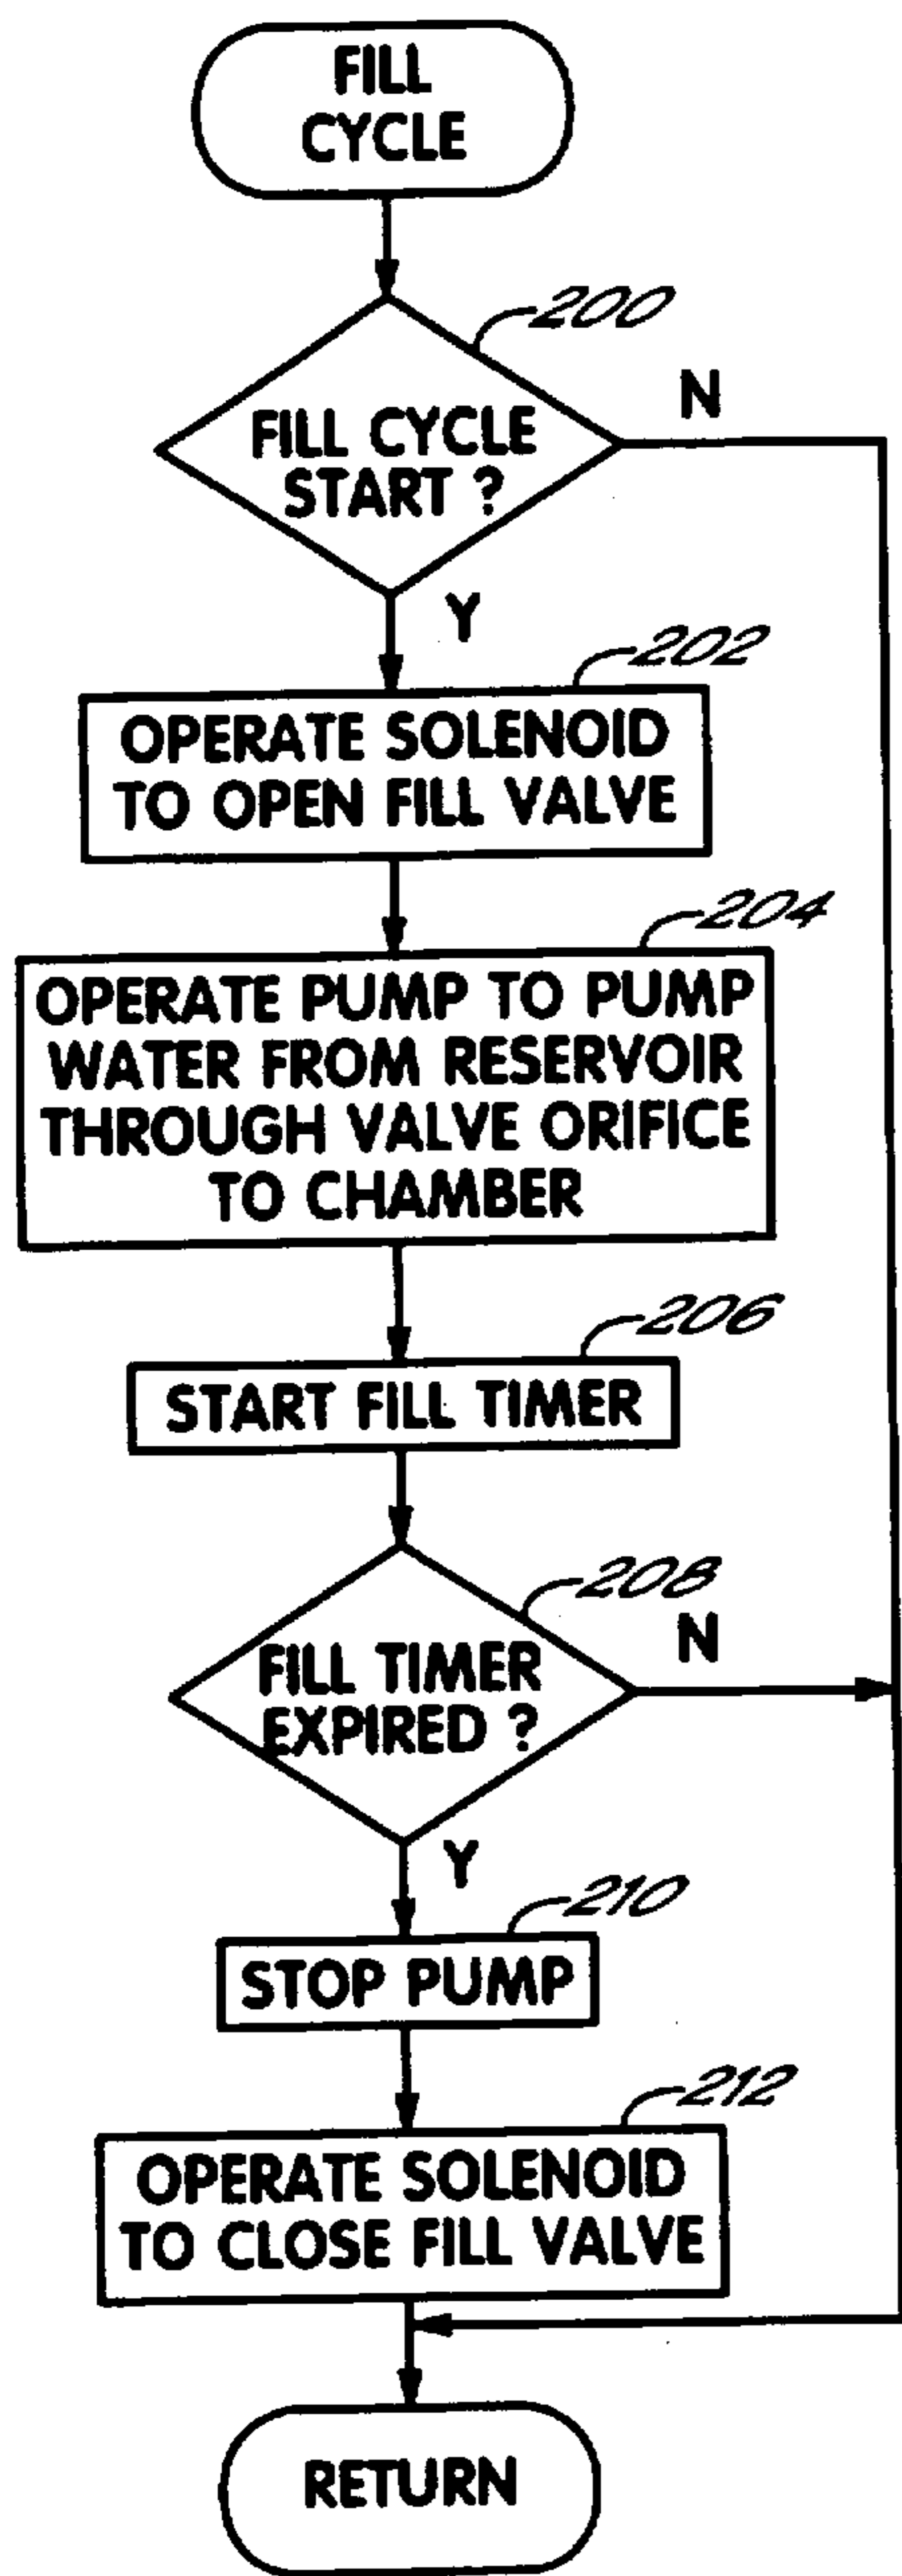 FILL
CYCLE
200
N
FILL CYCLE
START ?
Y
202
OPERATE SOLENOID
TO OPEN FILL VALVE
204
OPERATE PUMP TO PUMP
WATER FROM RESERVOIR
THROUGH VALVE ORIFICE
TO CHAMBER
206
START FILL TIMER
208
N
FILL TIMER
EXPIRED ?
Y
210
STOP PUMP
212
OPERATE SOLENOID
TO CLOSE FILL VALVE
RETURN